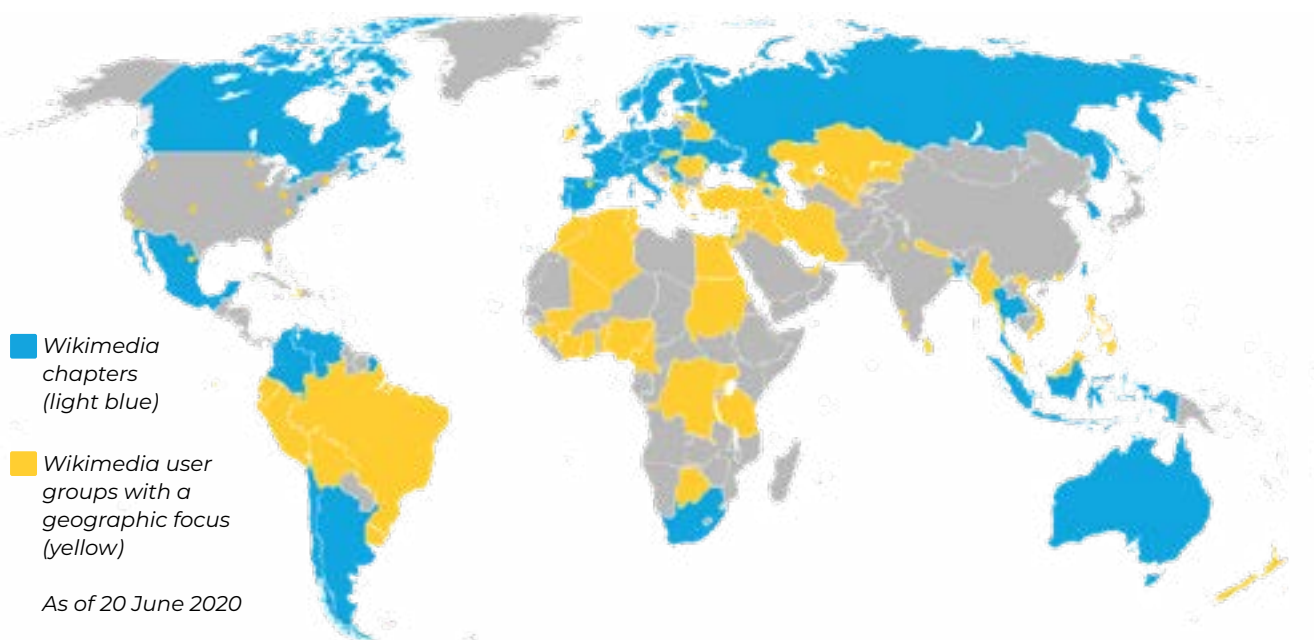 Wikimedia
chapters
(light blue)
Wikimedia user
groups with a
geographic focus
(yellow)
As of 20 June 2020